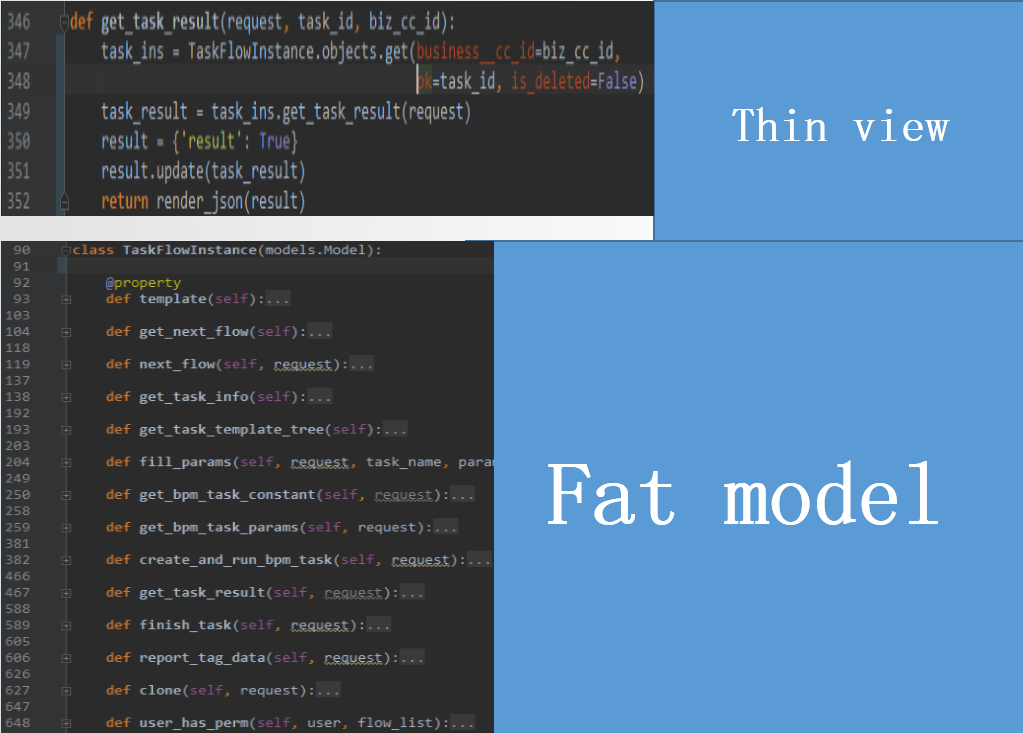 346 def get_task_result(request, task_id, biz_cc_id):
347 task_ins = TaskFlowInstance.objects.get(business__cc_id=biz_cc_id,
348 pk=task_id, is_deleted=False)
349 task_result = task_ins.get_task_result(request)
350 result = {'result': True}
351 result.update(task_result)
352 return render_json(result)
Thin view
90 class TaskFlowInstance(models.Model):
91
92 @property
93 def template(self):...
103
104 def get_next_flow(self):...
118
119 def next_flow(self, request):...
137
138 def get_task_info(self):...
192
193 def get_task_template_tree(self):...
203
204 def fill_params(self, request, task_name, para
249
250 def get_bpm_task_constant(self, request):...
258
259 def get_bpm_task_params(self, request):...
381
382 def create_and_run_bpm_task(self, request):...
466
467 def get_task_result(self, request):...
588
589 def finish_task(self, request):...
605
606 def report_tag_data(self, request):...
626
627 def clone(self, request):...
647
648 def user_has_perm(self, user, flow_list):...
Fat model